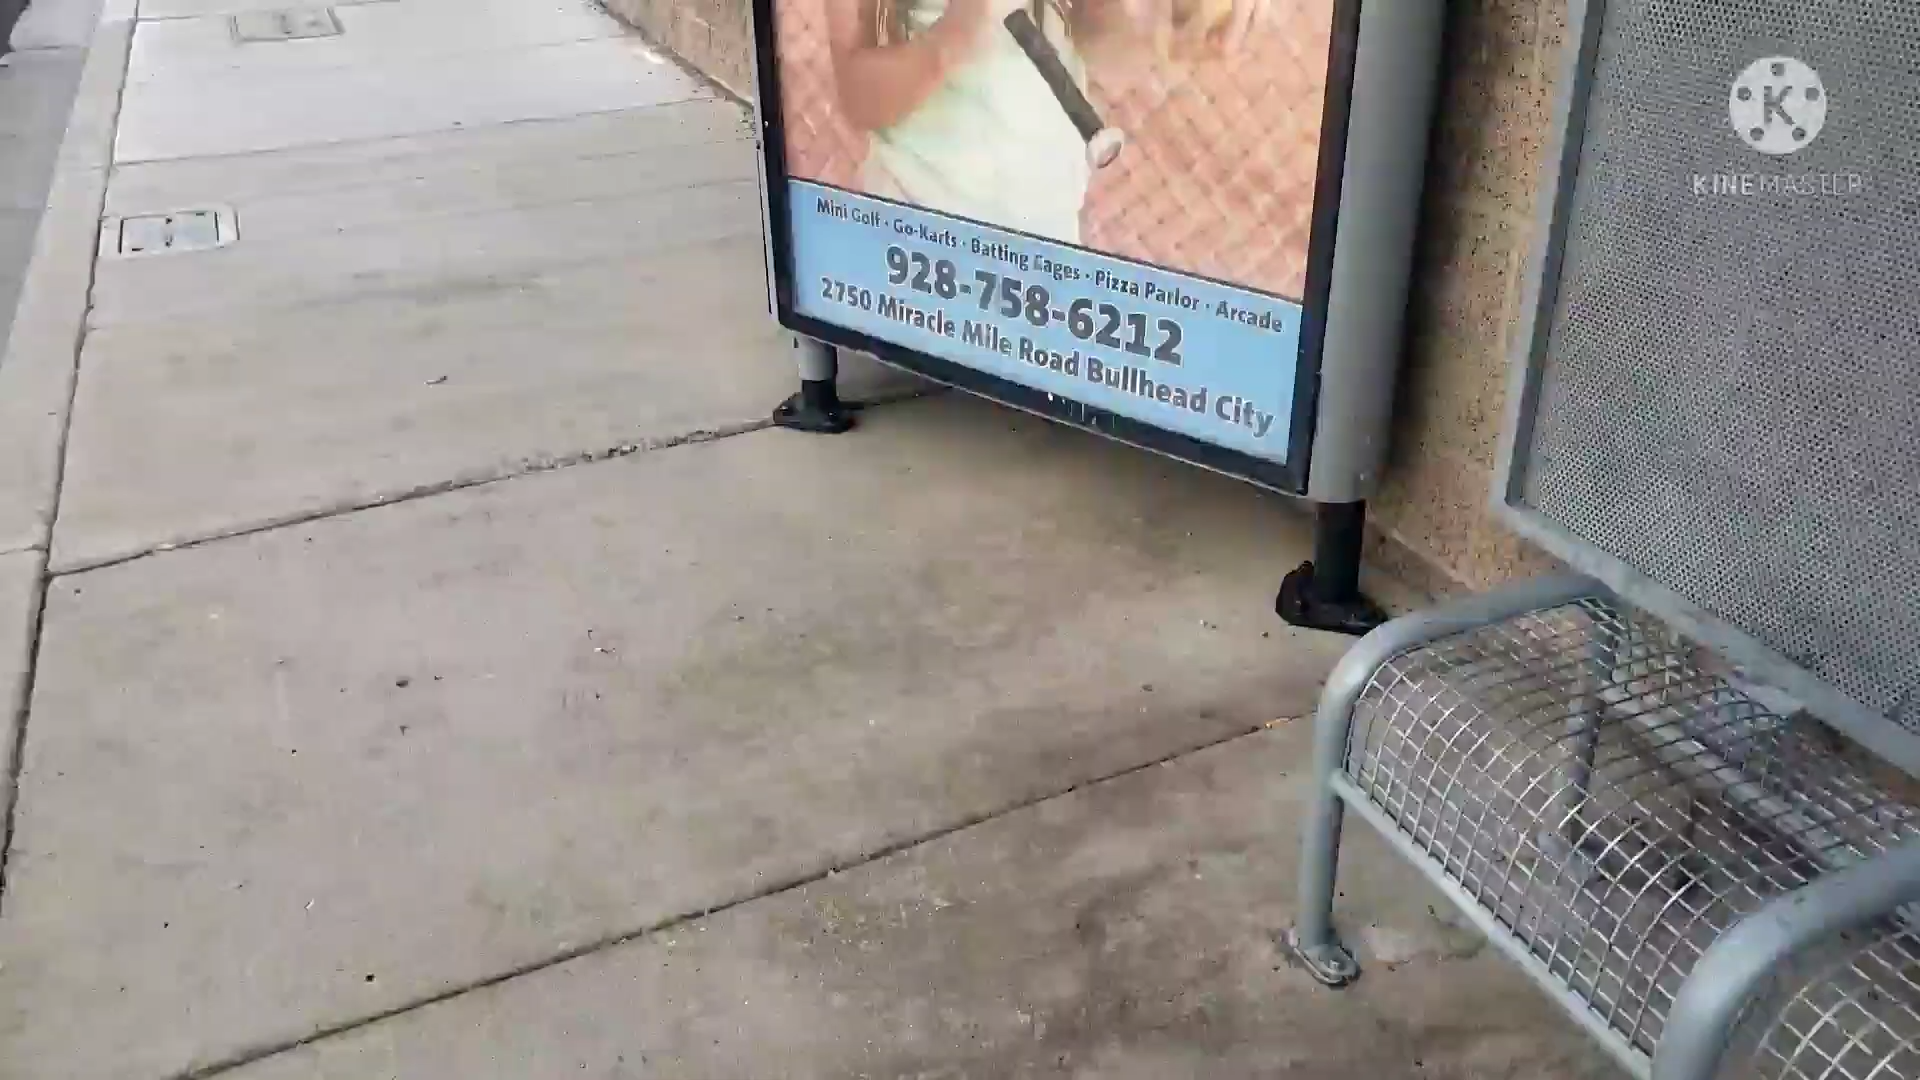 Mini Golf · Go-Karts · Batting Cages · Pizza Parlor · Arcade
928-758-6212
2750 Miracle Mile Road Bullhead City
K
KINEMASTER